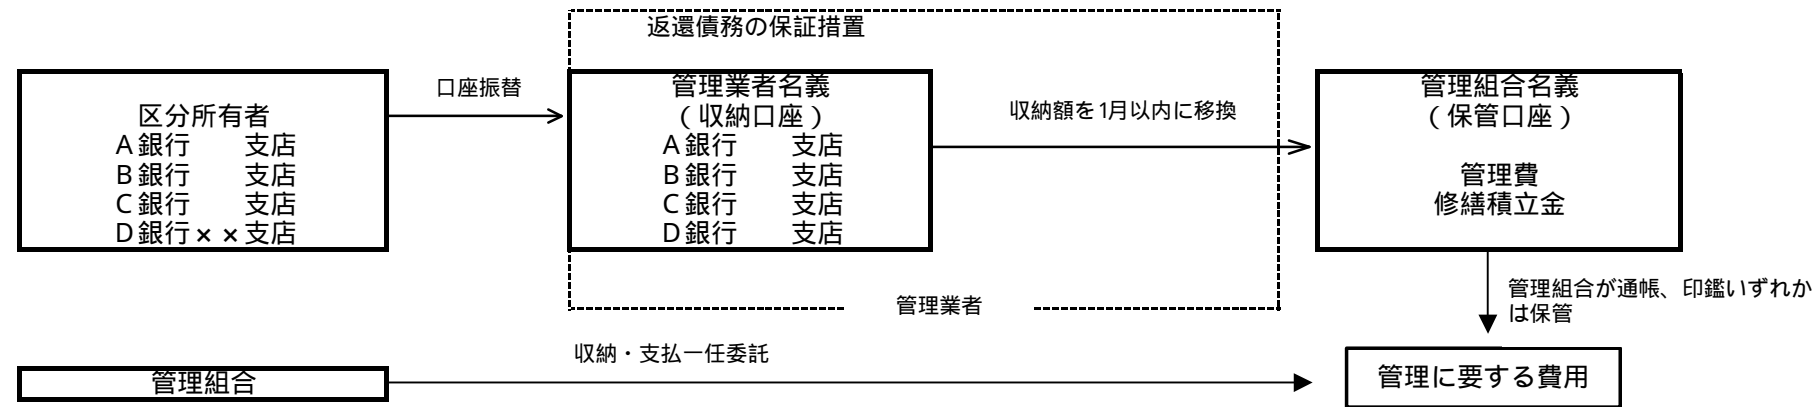 返還債務の保証措置
区分所有者
A銀行　　支店
B銀行　　支店
C銀行　　支店
D銀行××支店
口座振替
管理業者名義
（収納口座）
A銀行　　支店
B銀行　　支店
C銀行　　支店
D銀行　　支店
収納額を1月以内に移換
管理組合名義
（保管口座）
管理費
修繕積立金
管理業者
管理組合が通帳、印鑑いずれか
は保管
収納・支払一任委託
管理組合
管理に要する費用